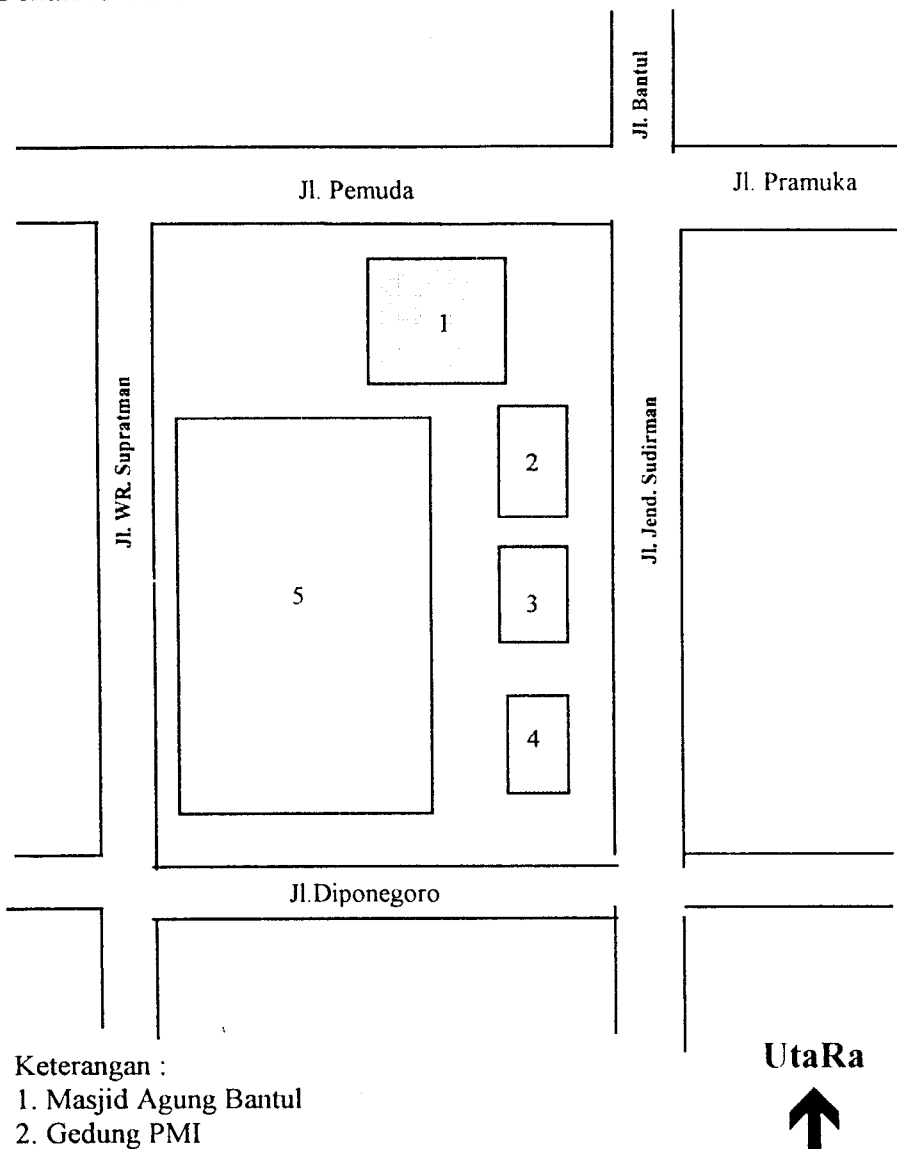 Jl. Bantul
Jl. Pemuda
Jl. Pramuka
1
Jl. WR. Supratman
2
Jl. Jend. Sudirman
5
3
4
Jl.Diponegoro
UtaRa
Keterangan :
1. Masjid Agung Bantul
2. Gedung PMI